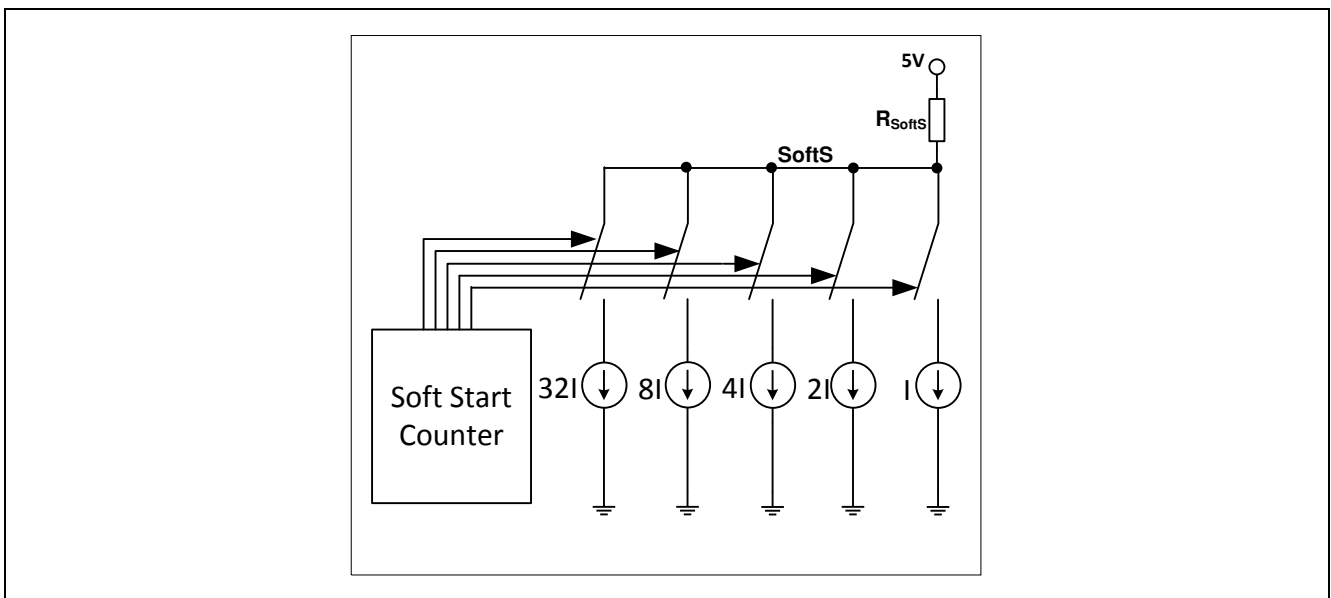 5V
RSoftS
SoftS
32I
8I
4I
2I
I
Soft Start
Counter